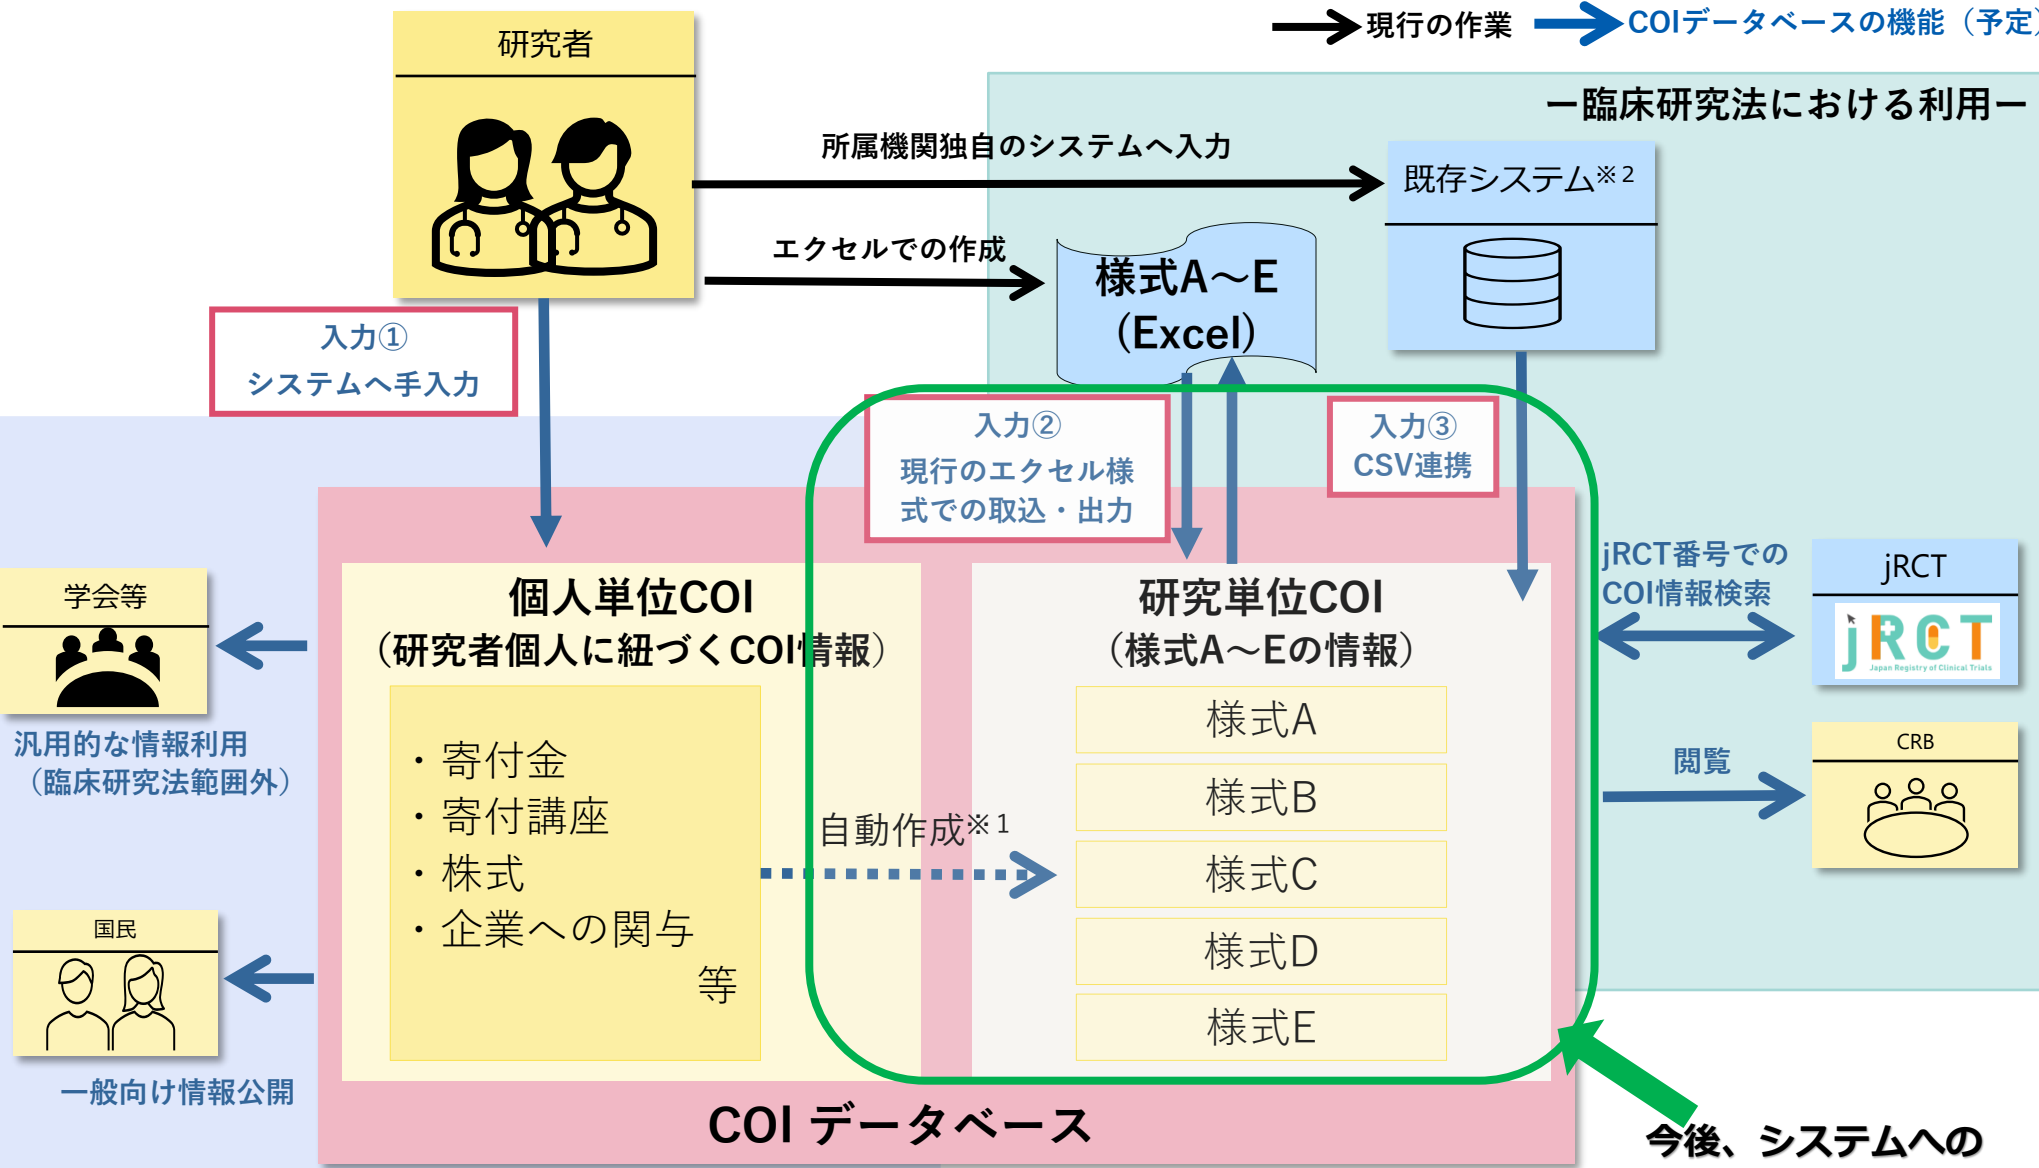 現行の作業
COIデータベースの機能（予定）
研究者
ー臨床研究法における利用ー
所属機関独自のシステムへ入力
既存システム※2
エクセルでの作成
様式A～E
（Excel）
入力①
システムへ手入力
入力②
現行のエクセル様
式での取込・出力
入力③
CSV連携
jRCT番号での
COI情報検索
jRCT
jRCT
Japan Registry of Clinical Trials
学会等
汎用的な情報利用
（臨床研究法範囲外）
個人単位COI
（研究者個人に紐づくCOI情報）
・寄付金
・寄付講座
・株式
・企業への関与
等
自動作成※1
研究単位COI
（様式A～Eの情報）
様式A
様式B
様式C
様式D
様式E
閲覧
CRB
国民
一般向け情報公開
COI データベース
今後、システムへの